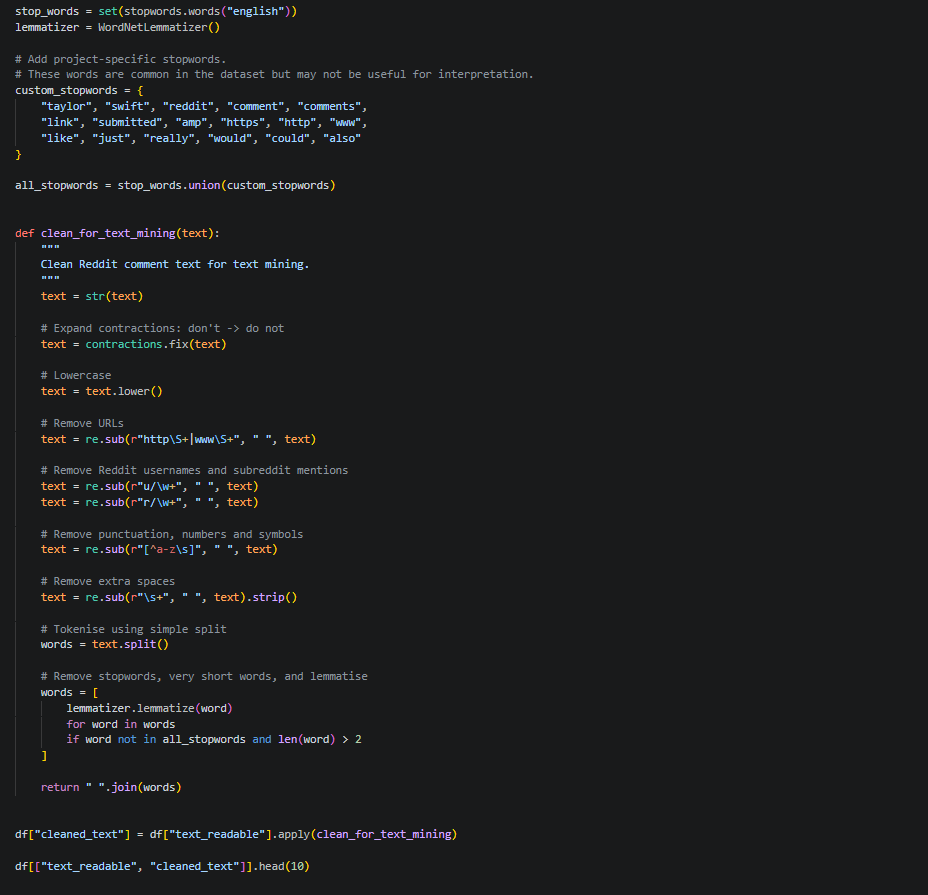 stop_words = set(stopwords.words("english"))
lemmatizer = WordNetLemmatizer()

# Add project-specific stopwords.
# These words are common in the dataset but may not be useful for interpretation.
custom_stopwords = {
    "taylor", "swift", "reddit", "comment", "comments",
    "link", "submitted", "amp", "https", "http", "www",
    "like", "just", "really", "would", "could", "also"
}

all_stopwords = stop_words.union(custom_stopwords)


def clean_for_text_mining(text):
    """
    Clean Reddit comment text for text mining.
    """
    text = str(text)

    # Expand contractions: don't -> do not
    text = contractions.fix(text)

    # Lowercase
    text = text.lower()

    # Remove URLs
    text = re.sub(r"http\S+|www\S+", " ", text)

    # Remove Reddit usernames and subreddit mentions
    text = re.sub(r"u/\w+", " ", text)
    text = re.sub(r"r/\w+", " ", text)

    # Remove punctuation, numbers and symbols
    text = re.sub(r"[^a-z\s]", " ", text)

    # Remove extra spaces
    text = re.sub(r"\s+", " ", text).strip()

    # Tokenise using simple split
    words = text.split()

    # Remove stopwords, very short words, and lemmatise
    words = [
        lemmatizer.lemmatize(word)
        for word in words
        if word not in all_stopwords and len(word) > 2
    ]

    return " ".join(words)


df["cleaned_text"] = df["text_readable"].apply(clean_for_text_mining)

df[["text_readable", "cleaned_text"]].head(10)